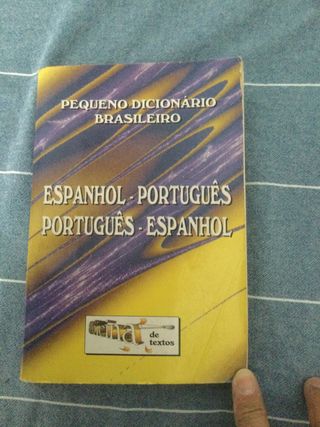 PEQUENO DICIONÁRIO
BRASILEIRO
ESPANHOL - PORTUGUÊS
PORTUGUÊS - ESPANHOL
de
textos